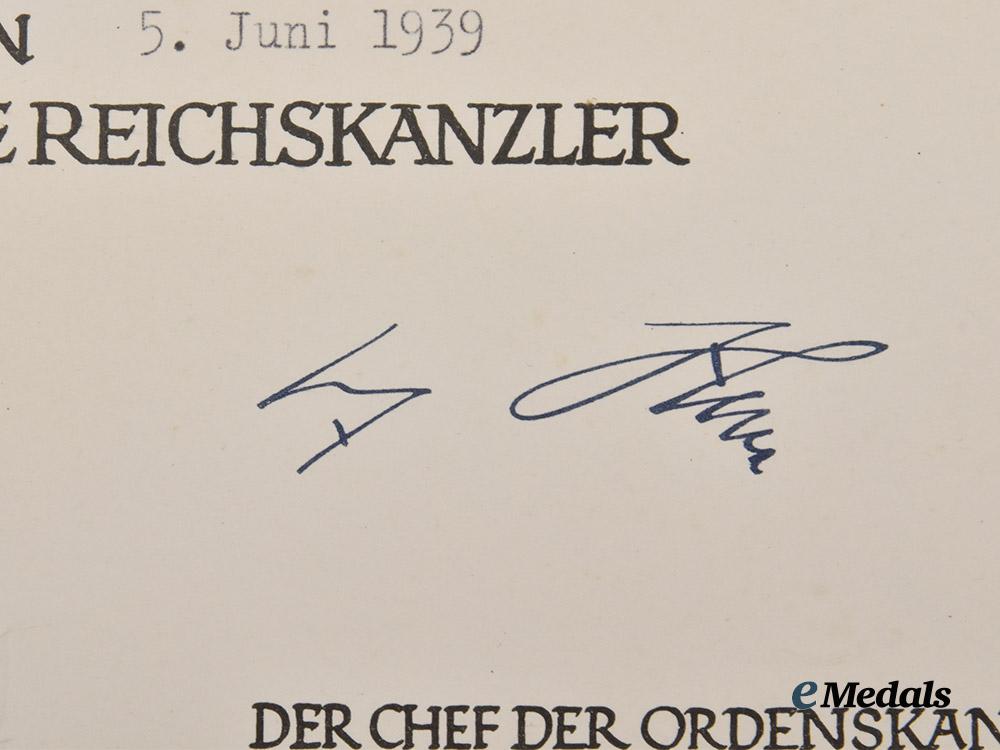 N 5. Juni 1939
E REICHSKANZLER
eMedals
DER CHEF DER ORDENSKAN